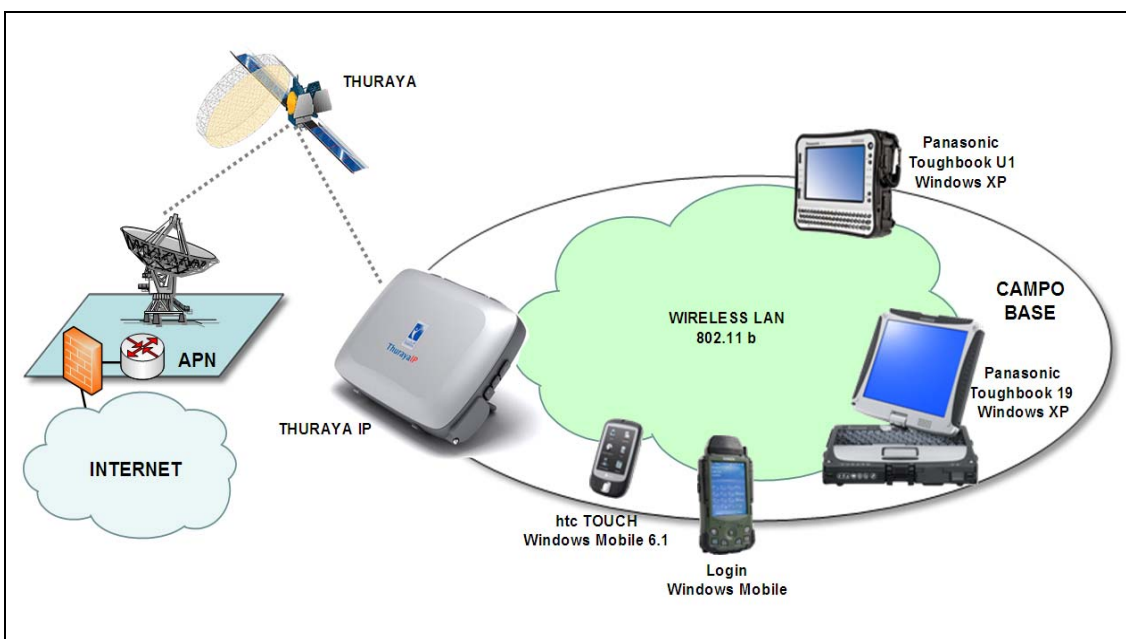 THURAYA
Panasonic
Toughbook U1
Windows XP
CAMPO
BASE
WIRELESS LAN
802.11 b
APN
ThurayaIP
Panasonic
Toughbook 19
Windows XP
THURAYA IP
INTERNET
htc TOUCH
Windows Mobile 6.1
Login
Windows Mobile